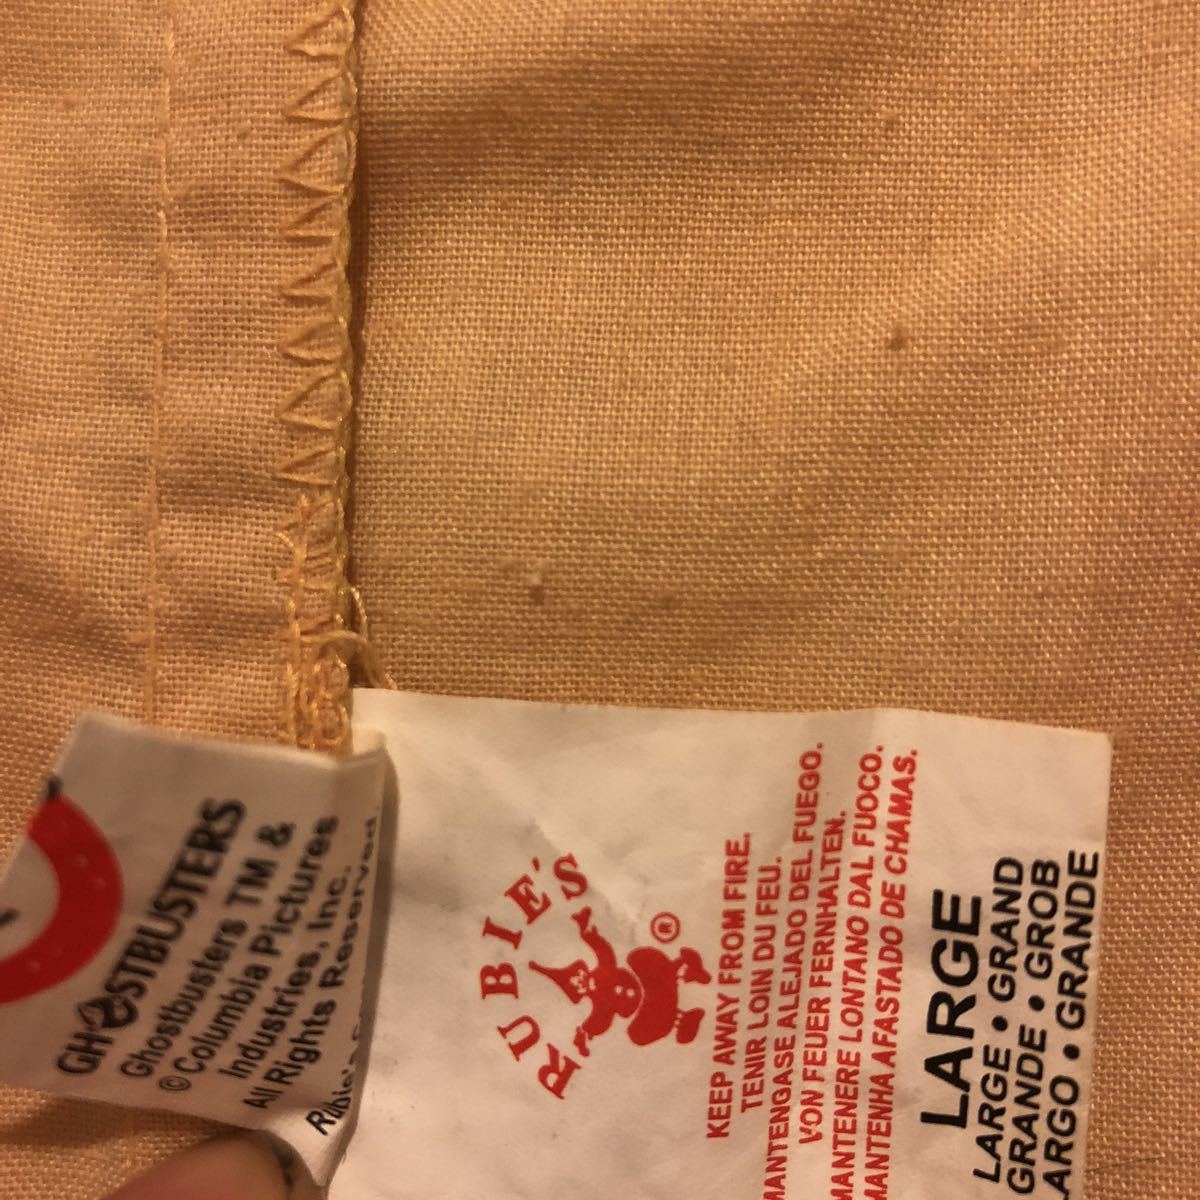 GHOSTBUSTERS
Ghostbusters TM &
©Columbia Pictures
Industries, Inc.
All Rights Reserved.
RUBIE'S
®
KEEP AWAY FROM FIRE.
TENIR LOIN DU FEU.
MANTENGASE ALEJADO DEL FUEGO.
VON FEUER FERNHALTEN.
MANTENERE LONTANO DAL FUOCO.
MANTENHA AFASTADO DE CHAMAS.
LARGE
LARGE • GRAND
GRANDE • GROB
ARGO • GRANDE